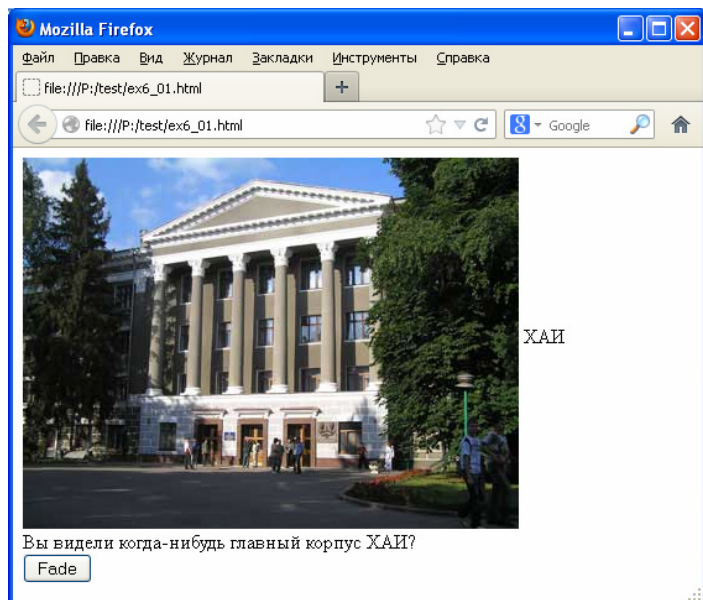 Mozilla Firefox
Файл Правка Вид Журнал Закладки Инструменты Справка
file:///P:/test/ex6_01.html
file:///P:/test/ex6_01.html
Google
ХАИ
Вы видели когда-нибудь главный корпус ХАИ?
Fade